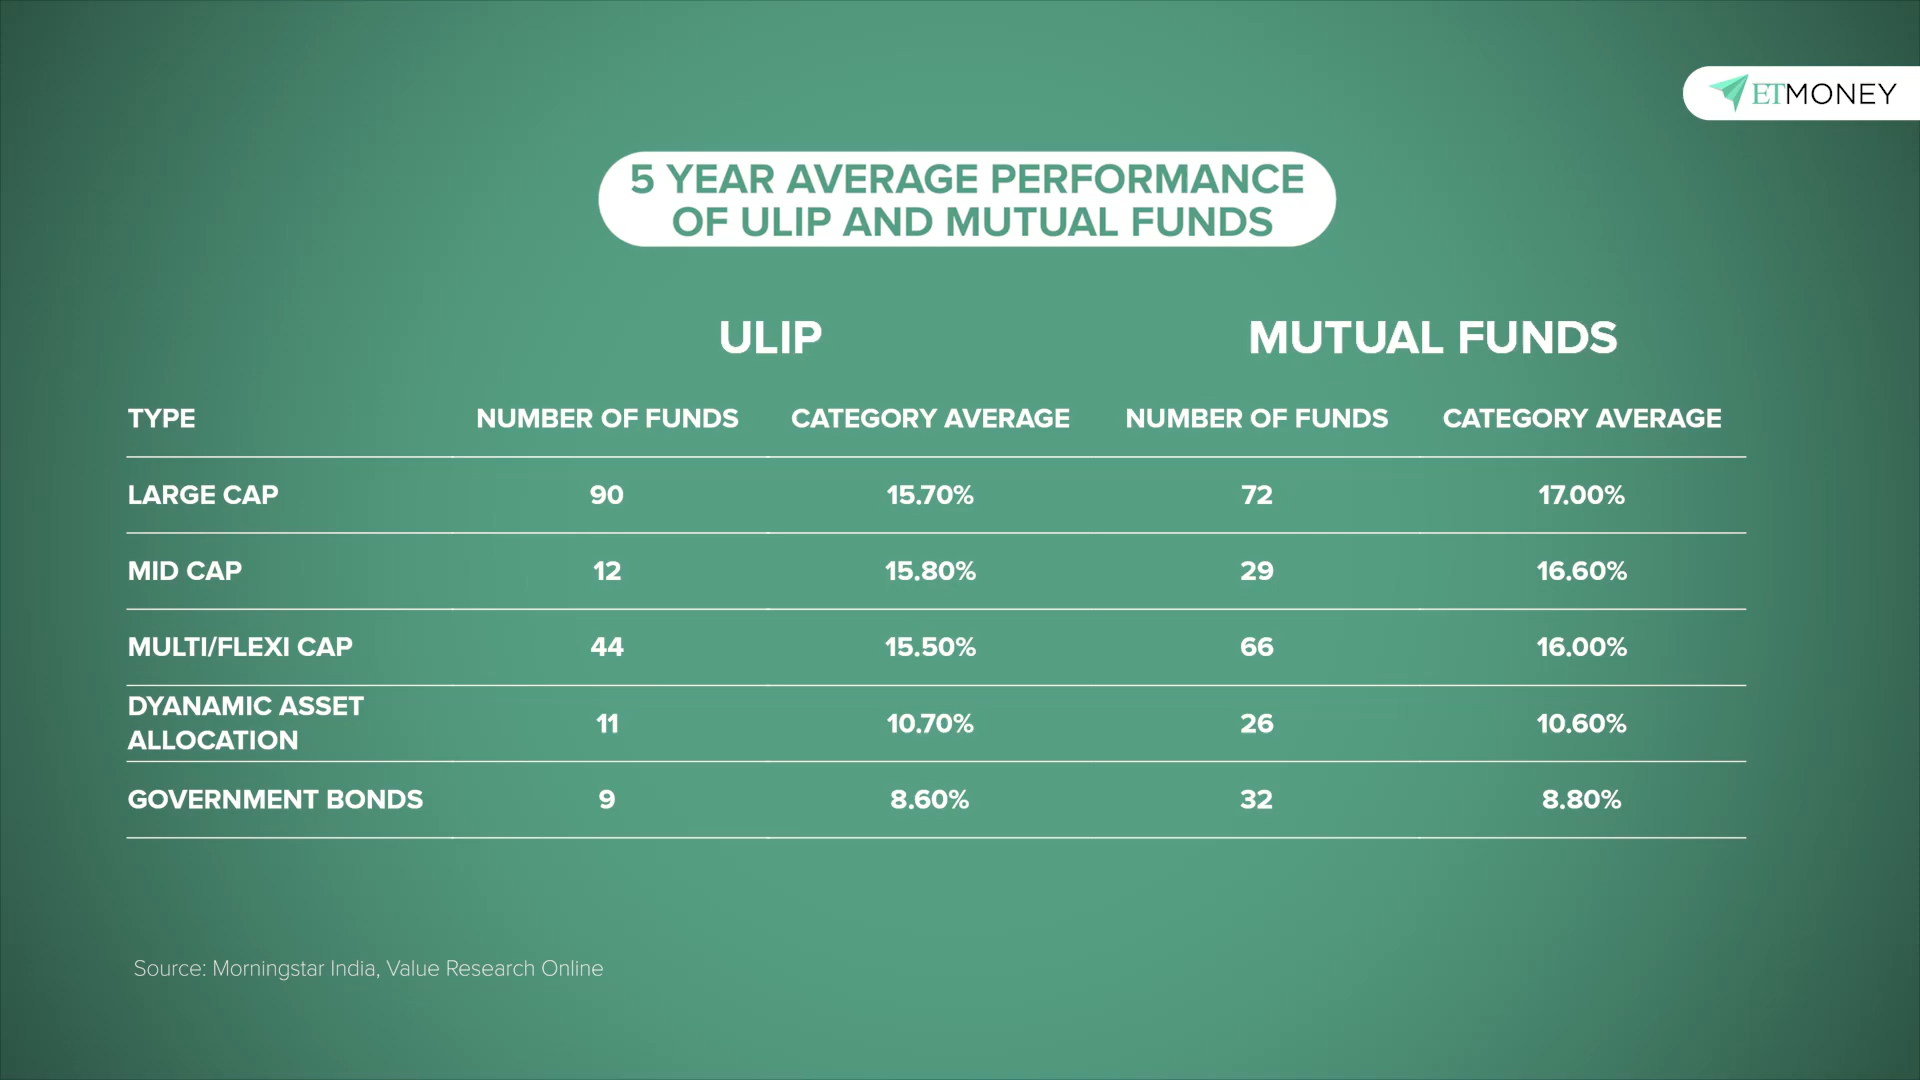 ETMONEY
5 YEAR AVERAGE PERFORMANCE
OF ULIP AND MUTUAL FUNDS
ULIP MUTUAL FUNDS
TYPE NUMBER OF FUNDS CATEGORY AVERAGE NUMBER OF FUNDS CATEGORY AVERAGE
LARGE CAP 90 15.70% 72 17.00%
MID CAP 12 15.80% 29 16.60%
MULTI/FLEXI CAP 44 15.50% 66 16.00%
DYANAMIC ASSET
ALLOCATION 11 10.70% 26 10.60%
GOVERNMENT BONDS 9 8.60% 32 8.80%
Source: Morningstar India, Value Research Online